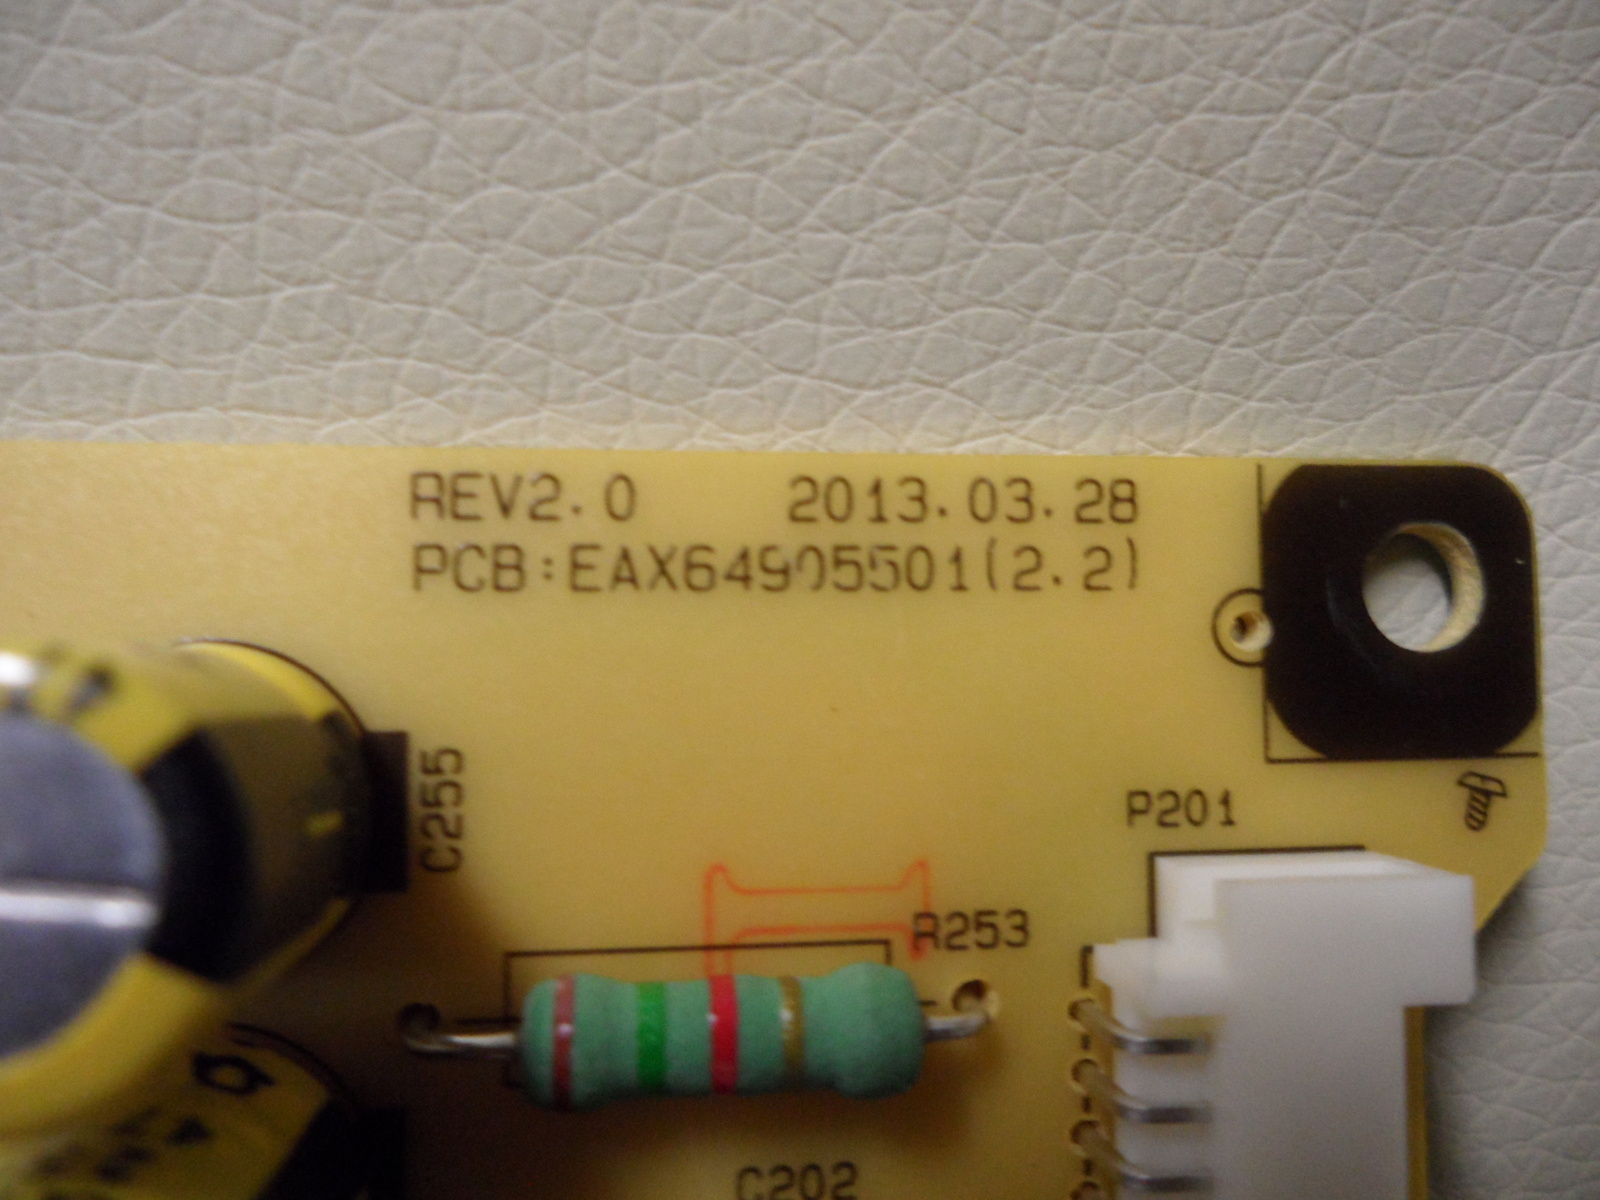 REV2.0 2013.03.28
PCB:EAX64905501(2.2)
C255
P201
R253
C202